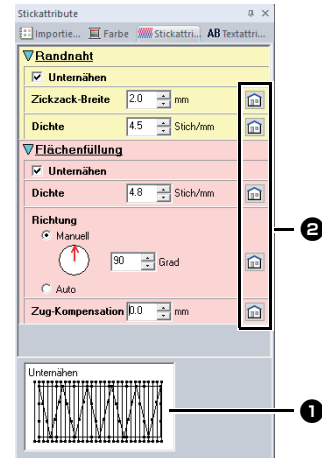 Stickattribute
Importie... Farbe Stickattri... AB Textattri...
Randnaht
Unternähen
Zickzack-Breite 2.0 mm
Dichte 4.5 Stich/mm
Flächenfüllung
Unternähen
Dichte 4.8 Stich/mm
Richtung
Manuell
90 Grad
Auto
Zug-Kompensation 0.0 mm
2
Unternähen
1